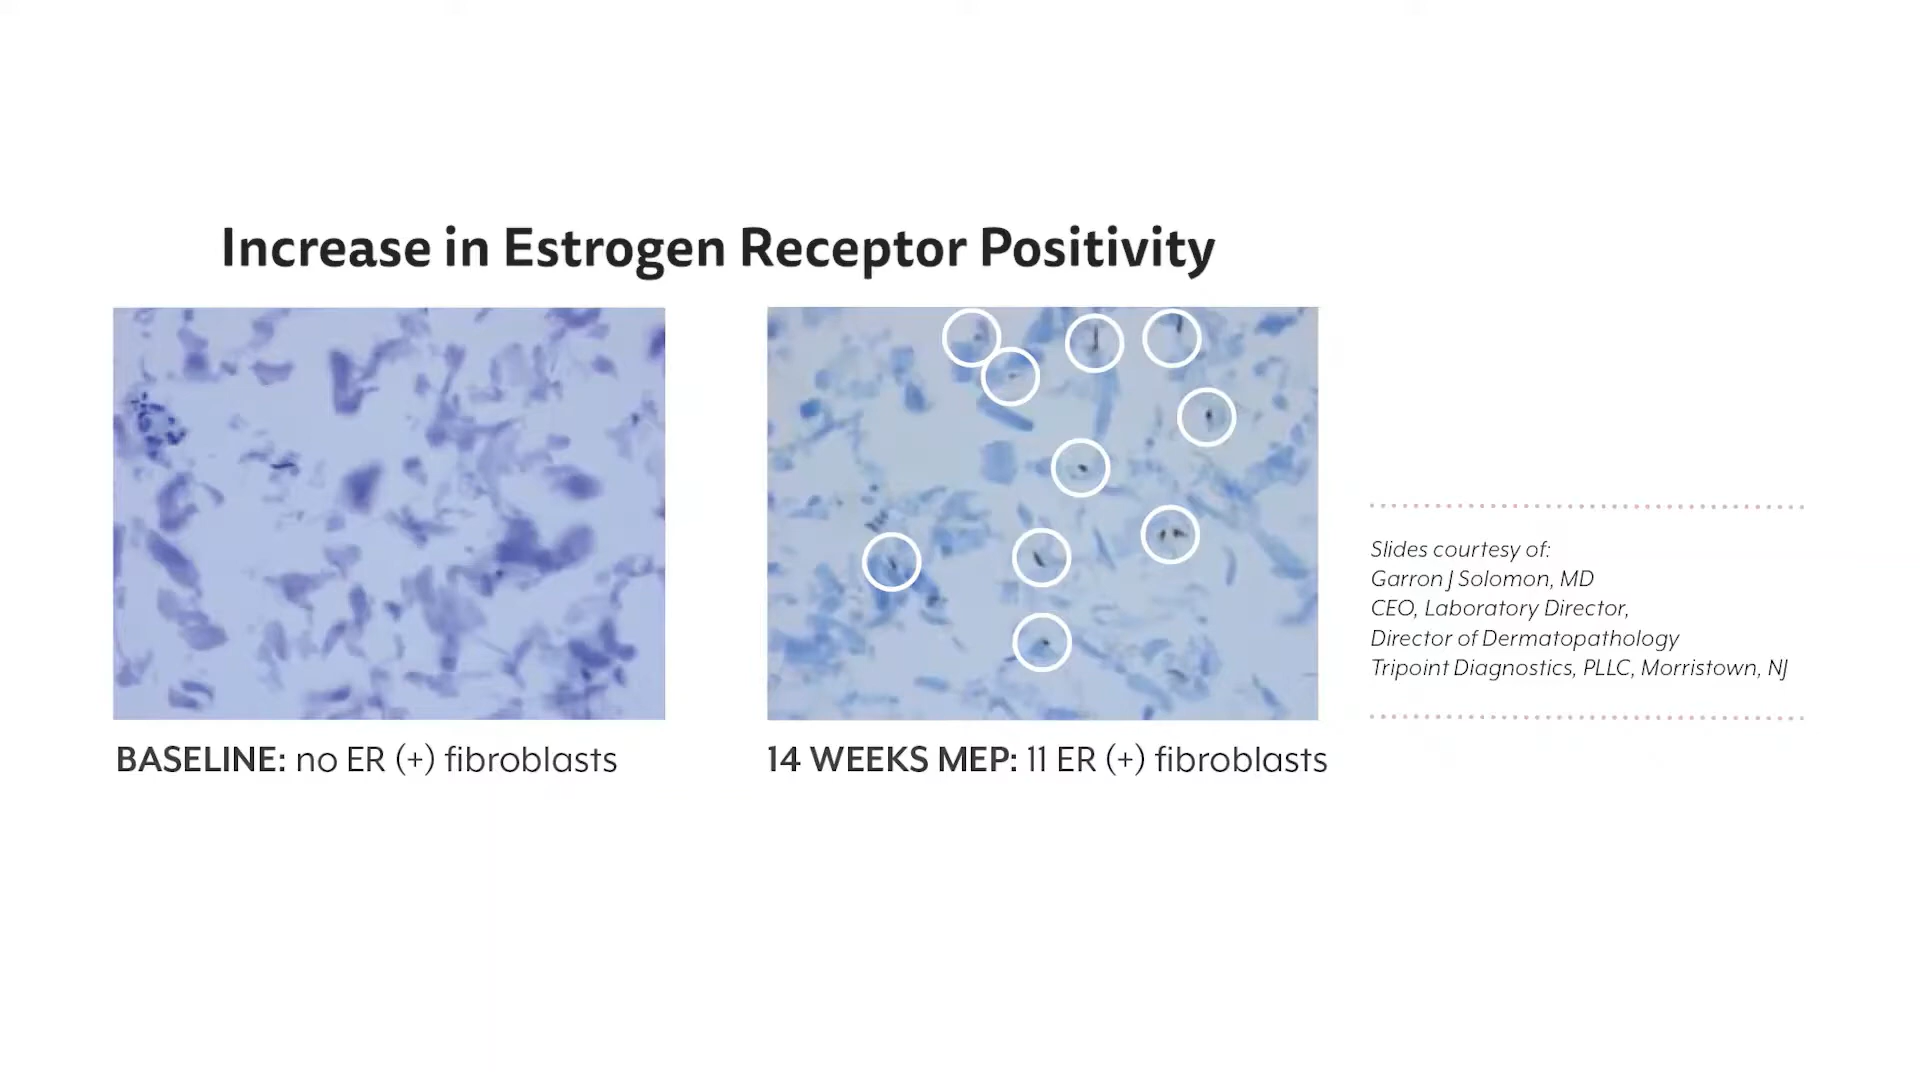 Increase in Estrogen Receptor Positivity
BASELINE: no ER (+) fibroblasts
14 WEEKS MEP: 11 ER (+) fibroblasts
Slides courtesy of:
Garron J Solomon, MD
CEO, Laboratory Director,
Director of Dermatopathology
Tripoint Diagnostics, PLLC, Morristown, NJ